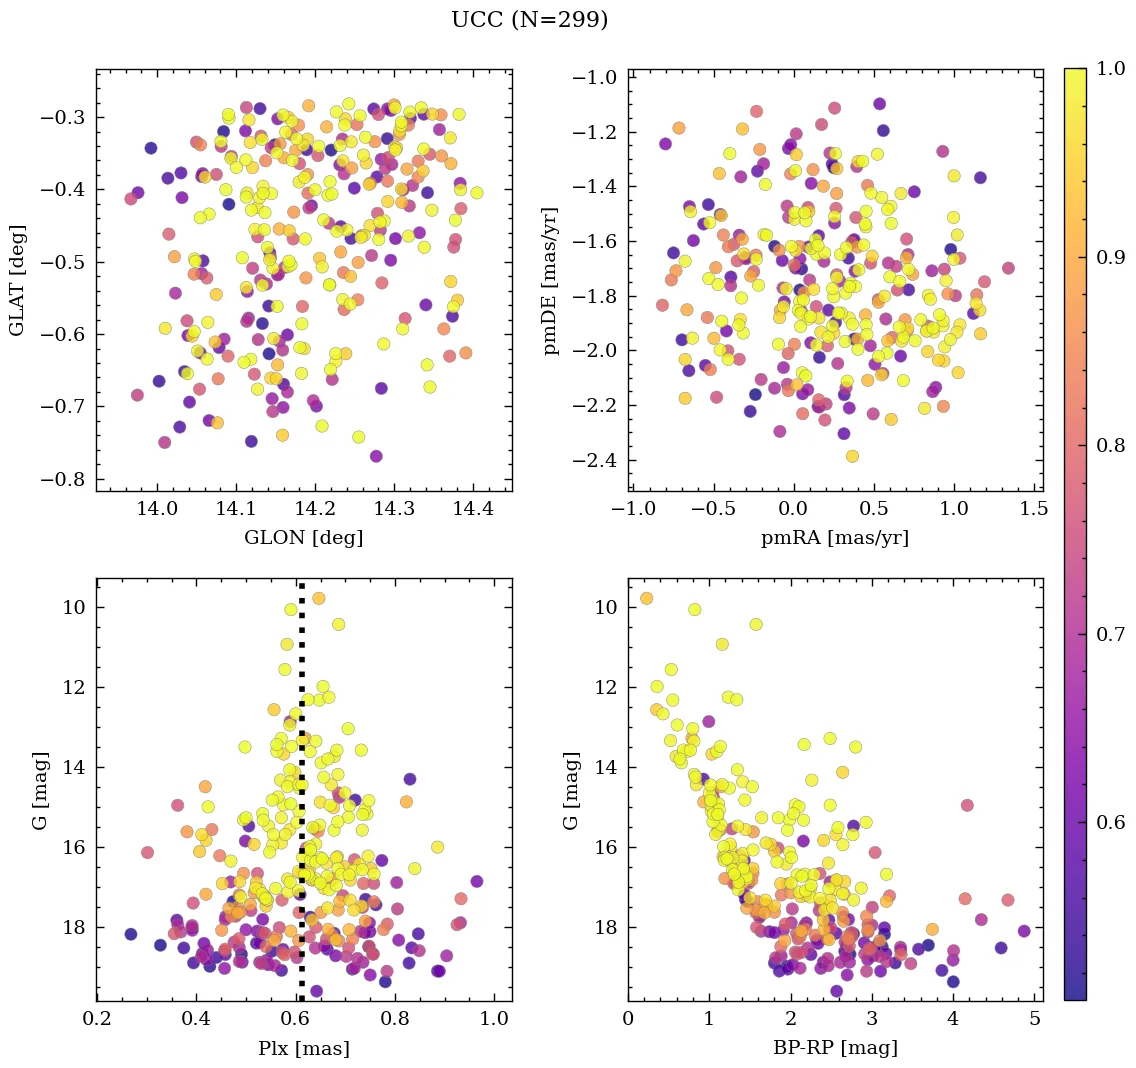 UCC (N=299)
−0.3
−0.4
−0.5
−0.6
−0.7
−0.8
GLAT [deg]
14.0 14.1 14.2 14.3 14.4
GLON [deg]
−1.0
−1.2
−1.4
−1.6
−1.8
−2.0
−2.2
−2.4
pmDE [mas/yr]
−1.0 −0.5 0.0 0.5 1.0 1.5
pmRA [mas/yr]
10
12
14
16
18
G [mag]
0.2 0.4 0.6 0.8 1.0
Plx [mas]
10
12
14
16
18
G [mag]
0 1 2 3 4 5
BP-RP [mag]
1.0
0.9
0.8
0.7
0.6